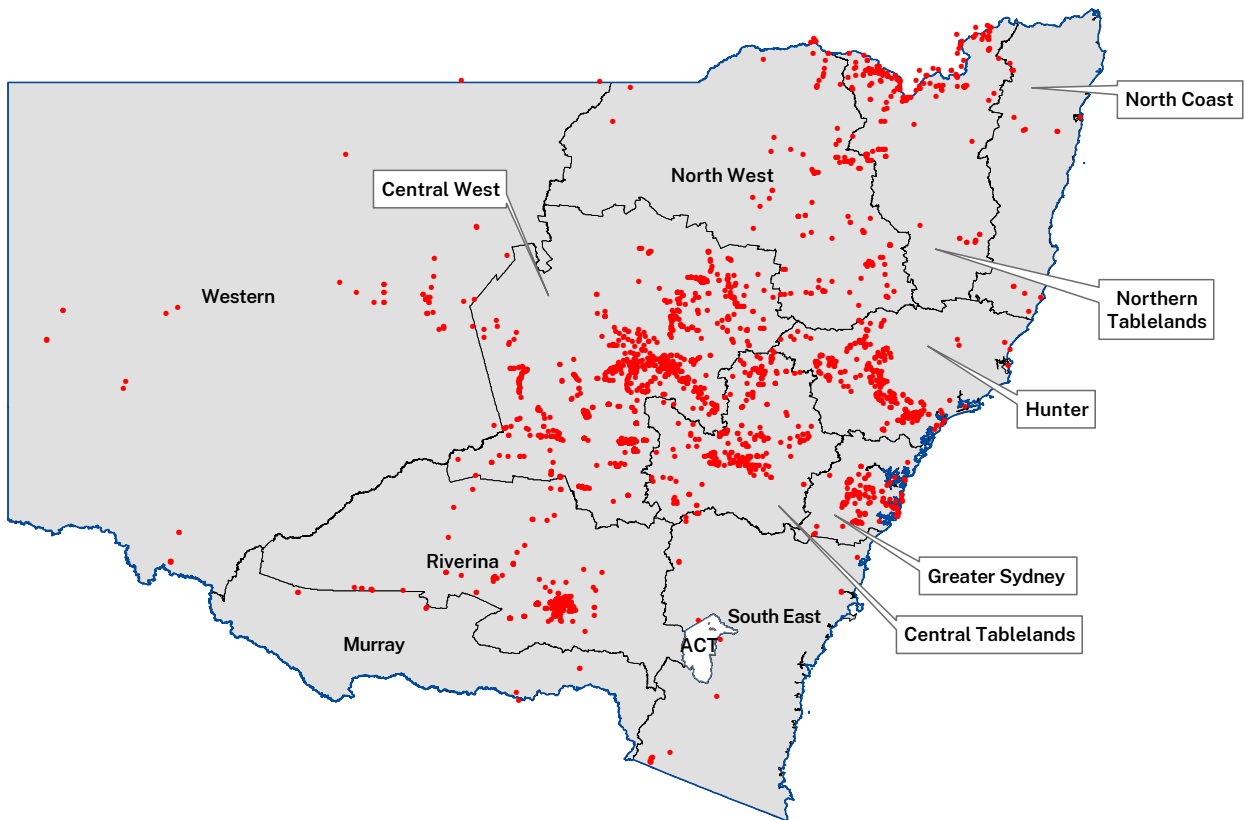 North Coast
North West
Central West
Western
Northern
Tablelands
Hunter
Riverina
Greater Sydney
South East
Central Tablelands
ACT
Murray